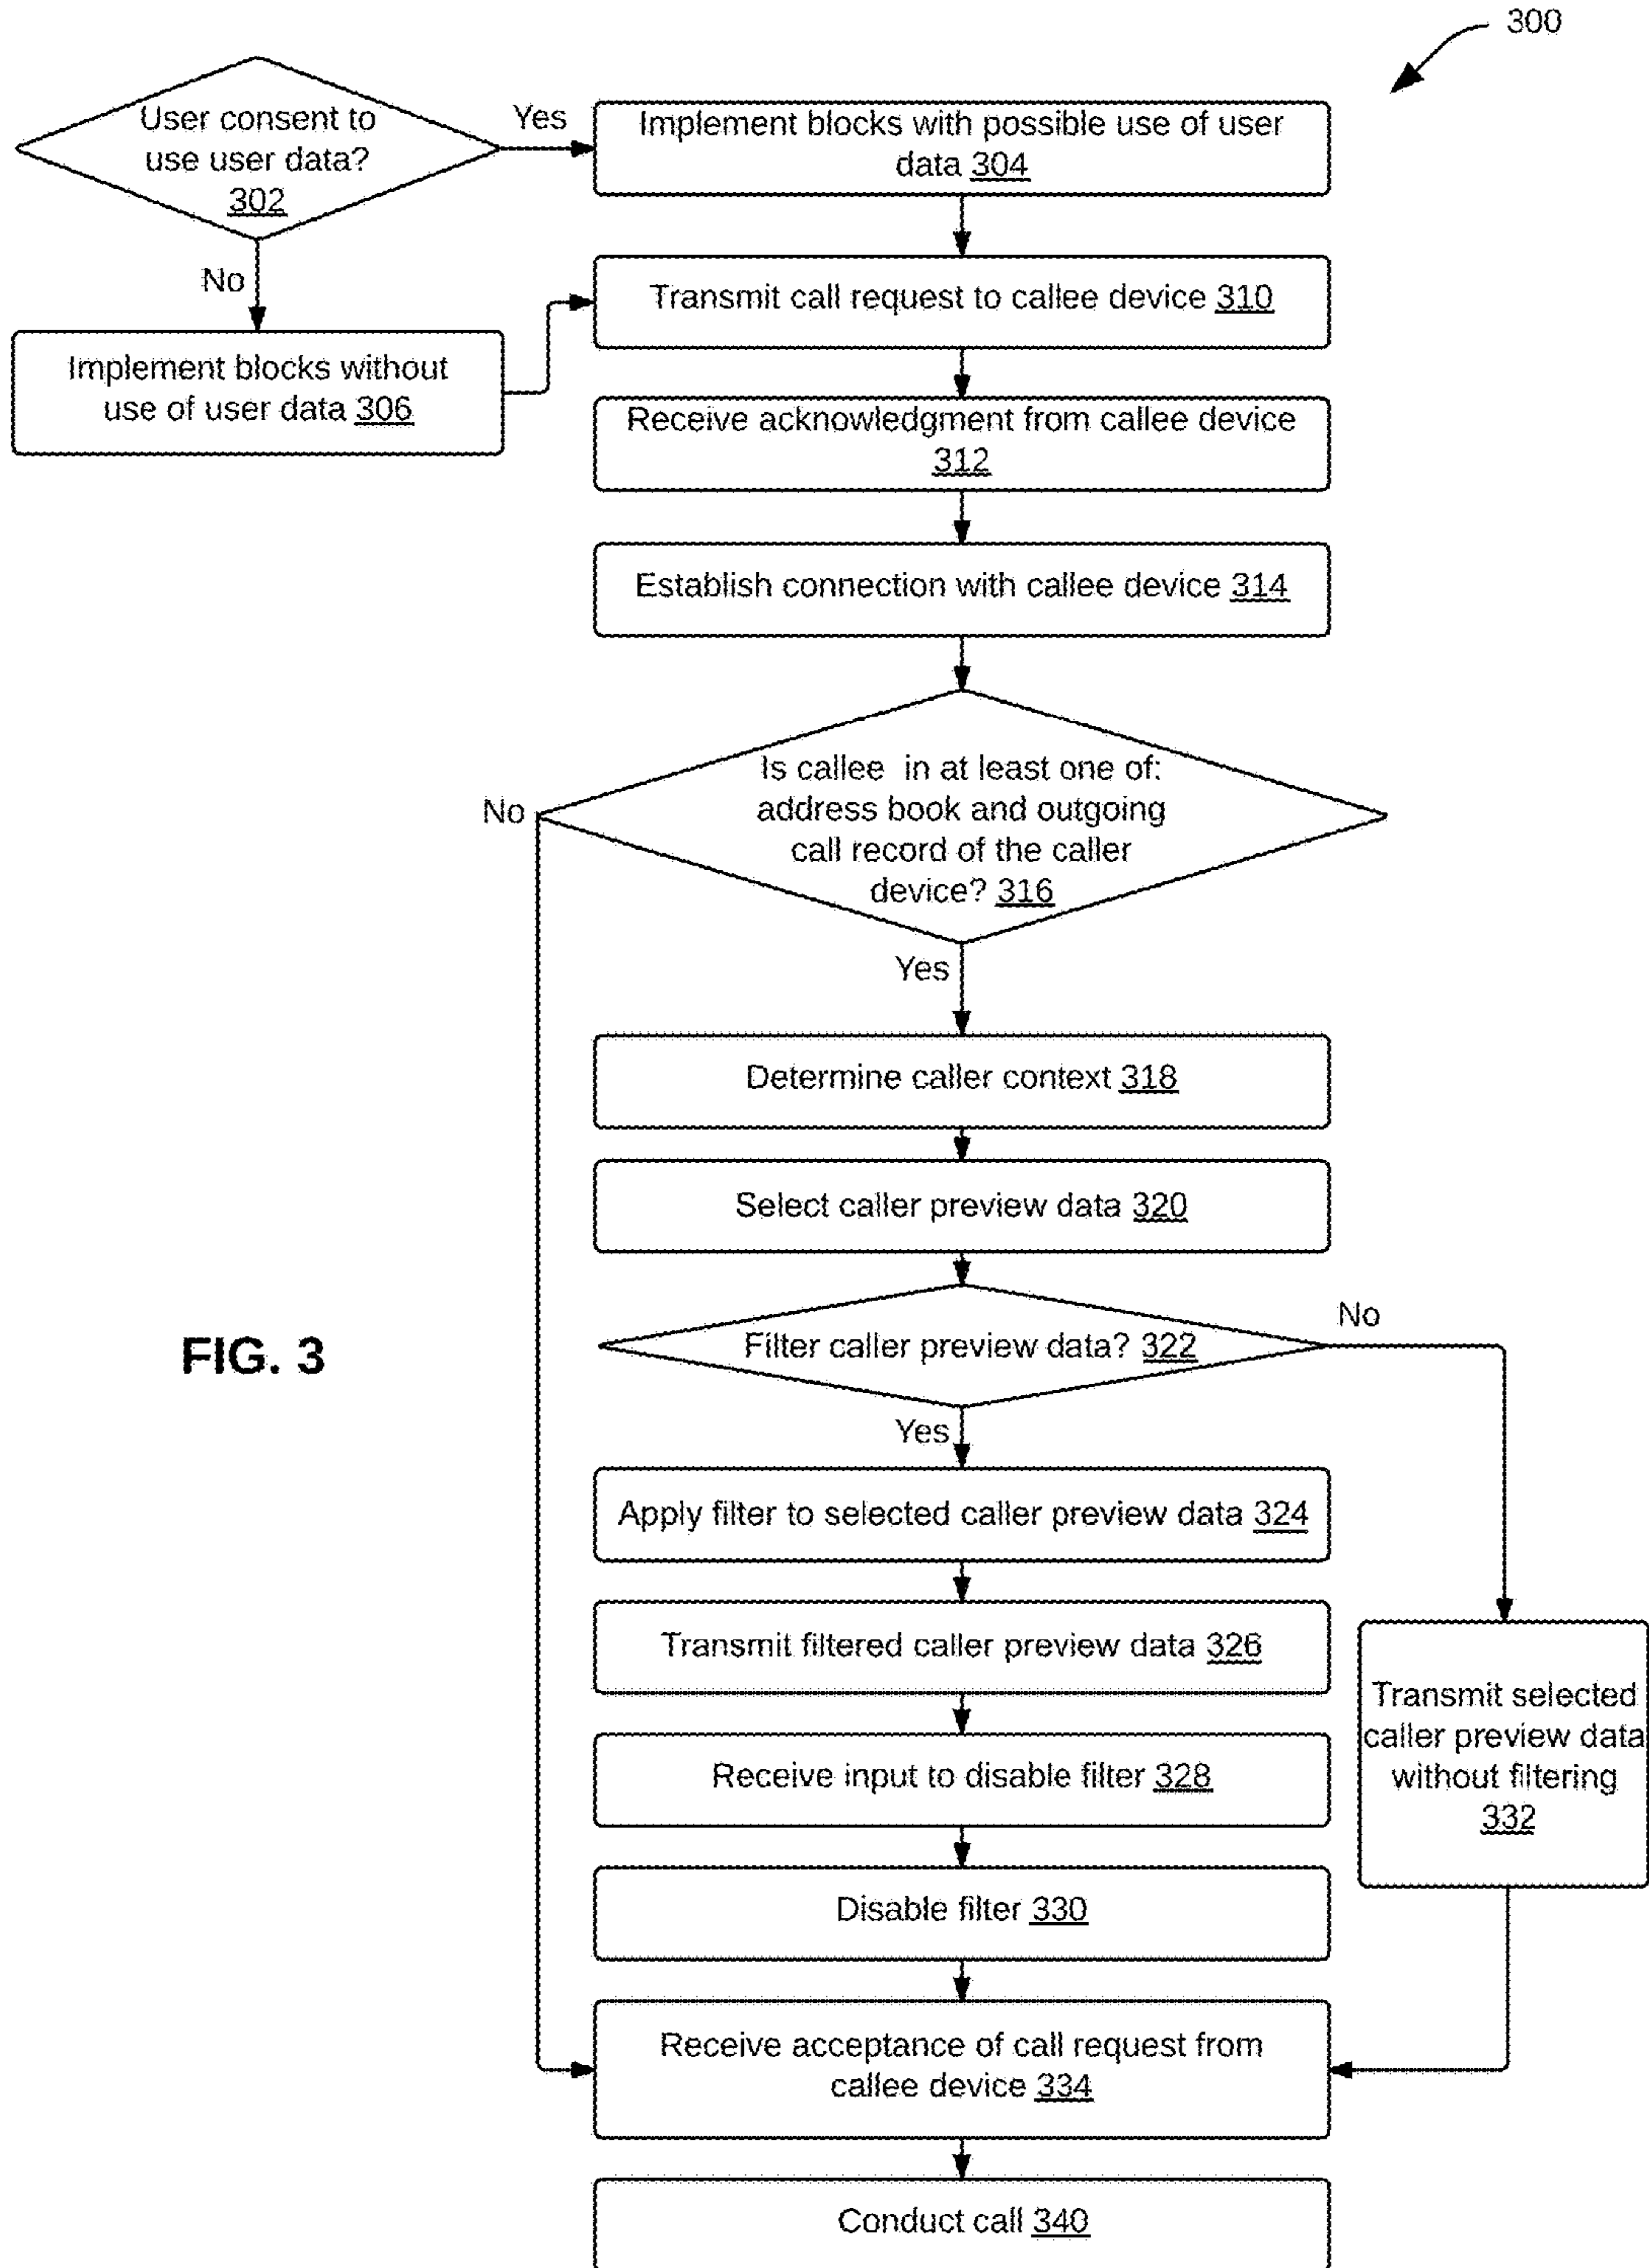 300
User consent to
use user data?
302
Yes
Implement blocks with possible use of user
data 304
No
Implement blocks without
use of user data 306
Transmit call request to callee device 310
Receive acknowledgment from callee device
312
Establish connection with callee device 314
Is callee in at least one of:
address book and outgoing
call record of the caller
device? 316
No
Yes
Determine caller context 318
Select caller preview data 320
Filter caller preview data? 322
No
Yes
FIG. 3
Apply filter to selected caller preview data 324
Transmit filtered caller preview data 326
Receive input to disable filter 328
Disable filter 330
Transmit selected
caller preview data
without filtering
332
Receive acceptance of call request from
callee device 334
Conduct call 340